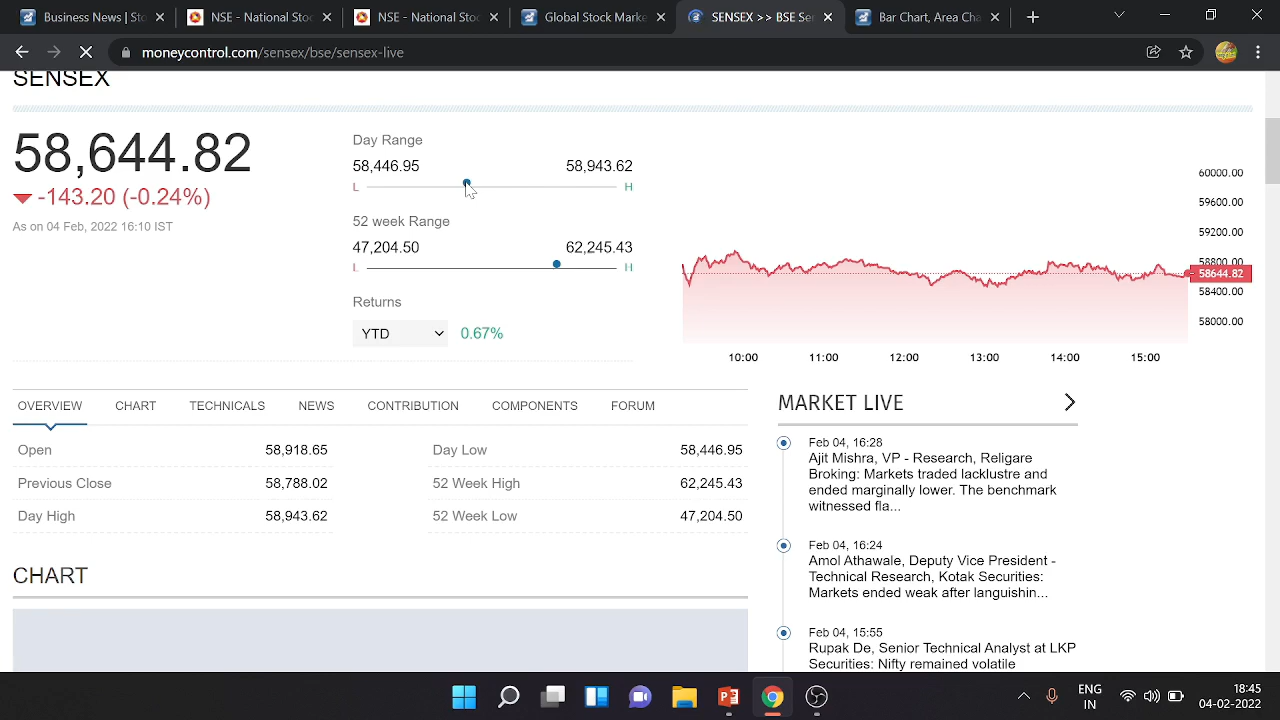 Business News | Sto
NSE - National Stoc
NSE - National Stoc
Global Stock Marke
SENSEX >> BSE Se
Bar Chart, Area Cha
moneycontrol.com/sensex/bse/sensex-live
SENSEX
58,644.82
-143.20 (-0.24%)
As on 04 Feb, 2022 16:10 IST
Day Range
58,446.95 58,943.62
L H
52 week Range
47,204.50 62,245.43
L H
Returns
YTD 0.67%
60000.00
59600.00
59200.00
58800.00
58644.82
58400.00
58000.00
10:00 11:00 12:00 13:00 14:00 15:00
OVERVIEW CHART TECHNICALS NEWS CONTRIBUTION COMPONENTS FORUM
Open 58,918.65 Day Low 58,446.95
Previous Close 58,788.02 52 Week High 62,245.43
Day High 58,943.62 52 Week Low 47,204.50
CHART
MARKET LIVE
Feb 04, 16:28
Ajit Mishra, VP - Research, Religare
Broking: Markets traded lacklustre and
ended marginally lower. The benchmark
witnessed fla...
Feb 04, 16:24
Amol Athawale, Deputy Vice President -
Technical Research, Kotak Securities:
Markets ended weak after languishin...
Feb 04, 15:55
Rupak De, Senior Technical Analyst at LKP
Securities: Nifty remained volatile
ENG
IN
18:45
04-02-2022